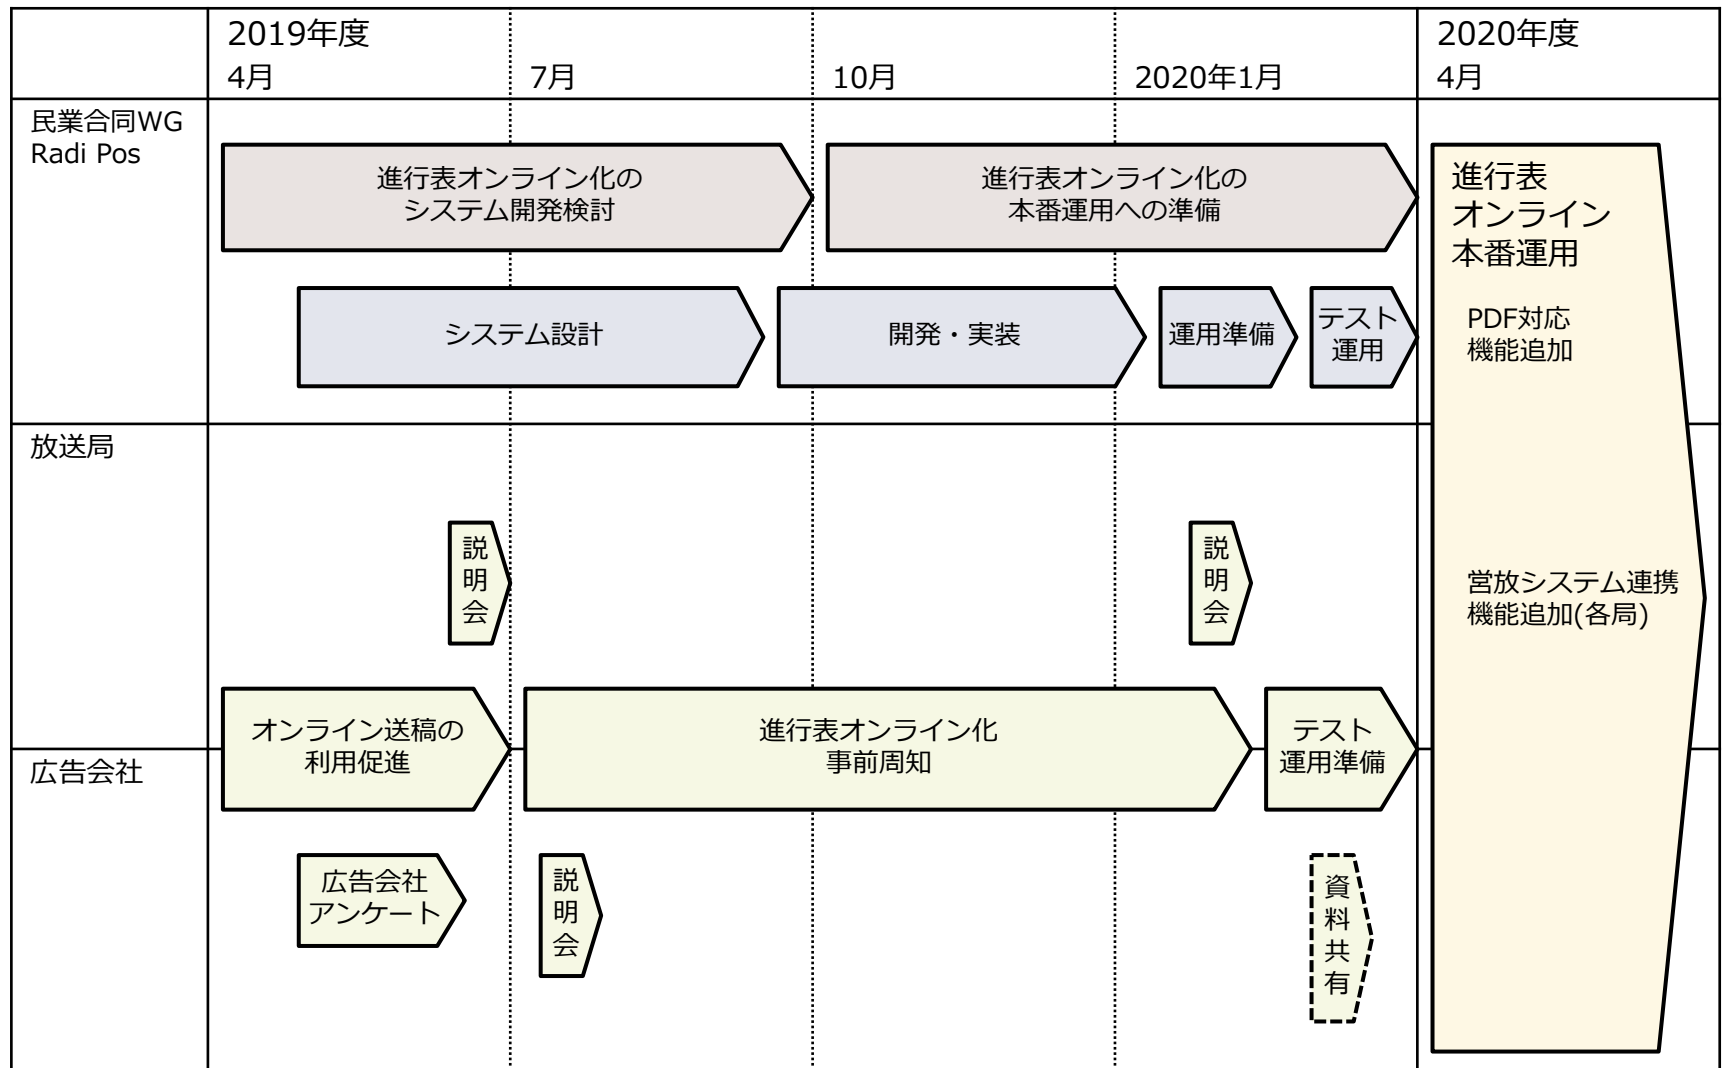 2019年度
4月
7月
10月
2020年1月
2020年度
4月
民業合同WG
Radi Pos
進行表オンライン化の
システム開発検討
進行表オンライン化の
本番運用への準備
システム設計
開発・実装
運用準備
テスト
運用
進行表
オンライン
本番運用
PDF対応
機能追加
放送局
説
明
会
説
明
会
営放システム連携
機能追加(各局)
オンライン送稿の
利用促進
進行表オンライン化
事前周知
テスト
運用準備
広告会社
広告会社
アンケート
説
明
会
資
料
共
有